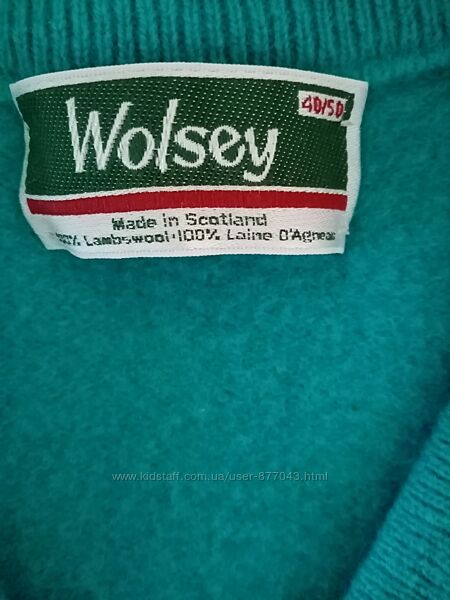 Wolsey
40/50
Made in Scotland
100% Lambswool·100% Laine D'Agneau
www.kidstaff.com.ua/user-877043.html